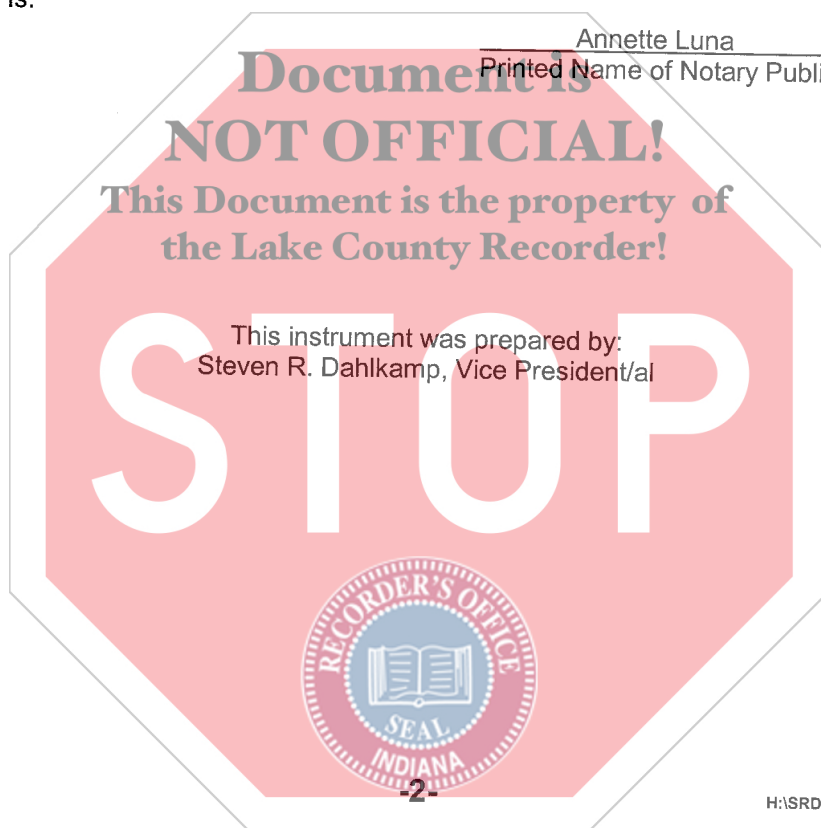 is:
Annette Luna
Printed Name of Notary Publi
Document is
NOT OFFICIAL!
This Document is the property of
the Lake County Recorder!
This instrument was prepared by:
Steven R. Dahlkamp, Vice President/al
STOP
RECORDER'S OFFICE
SEAL
INDIANA
-2-
H:\SRD